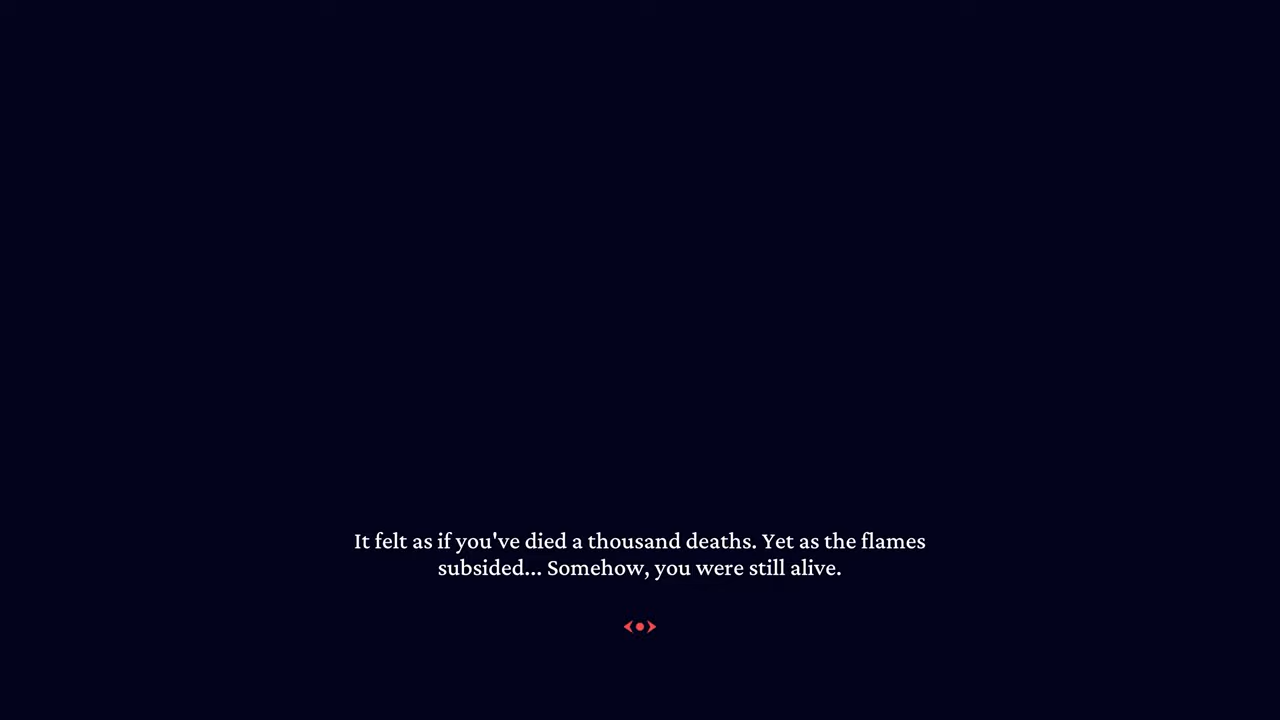 It felt as if you've died a thousand deaths. Yet as the flames
subsided... Somehow, you were still alive.